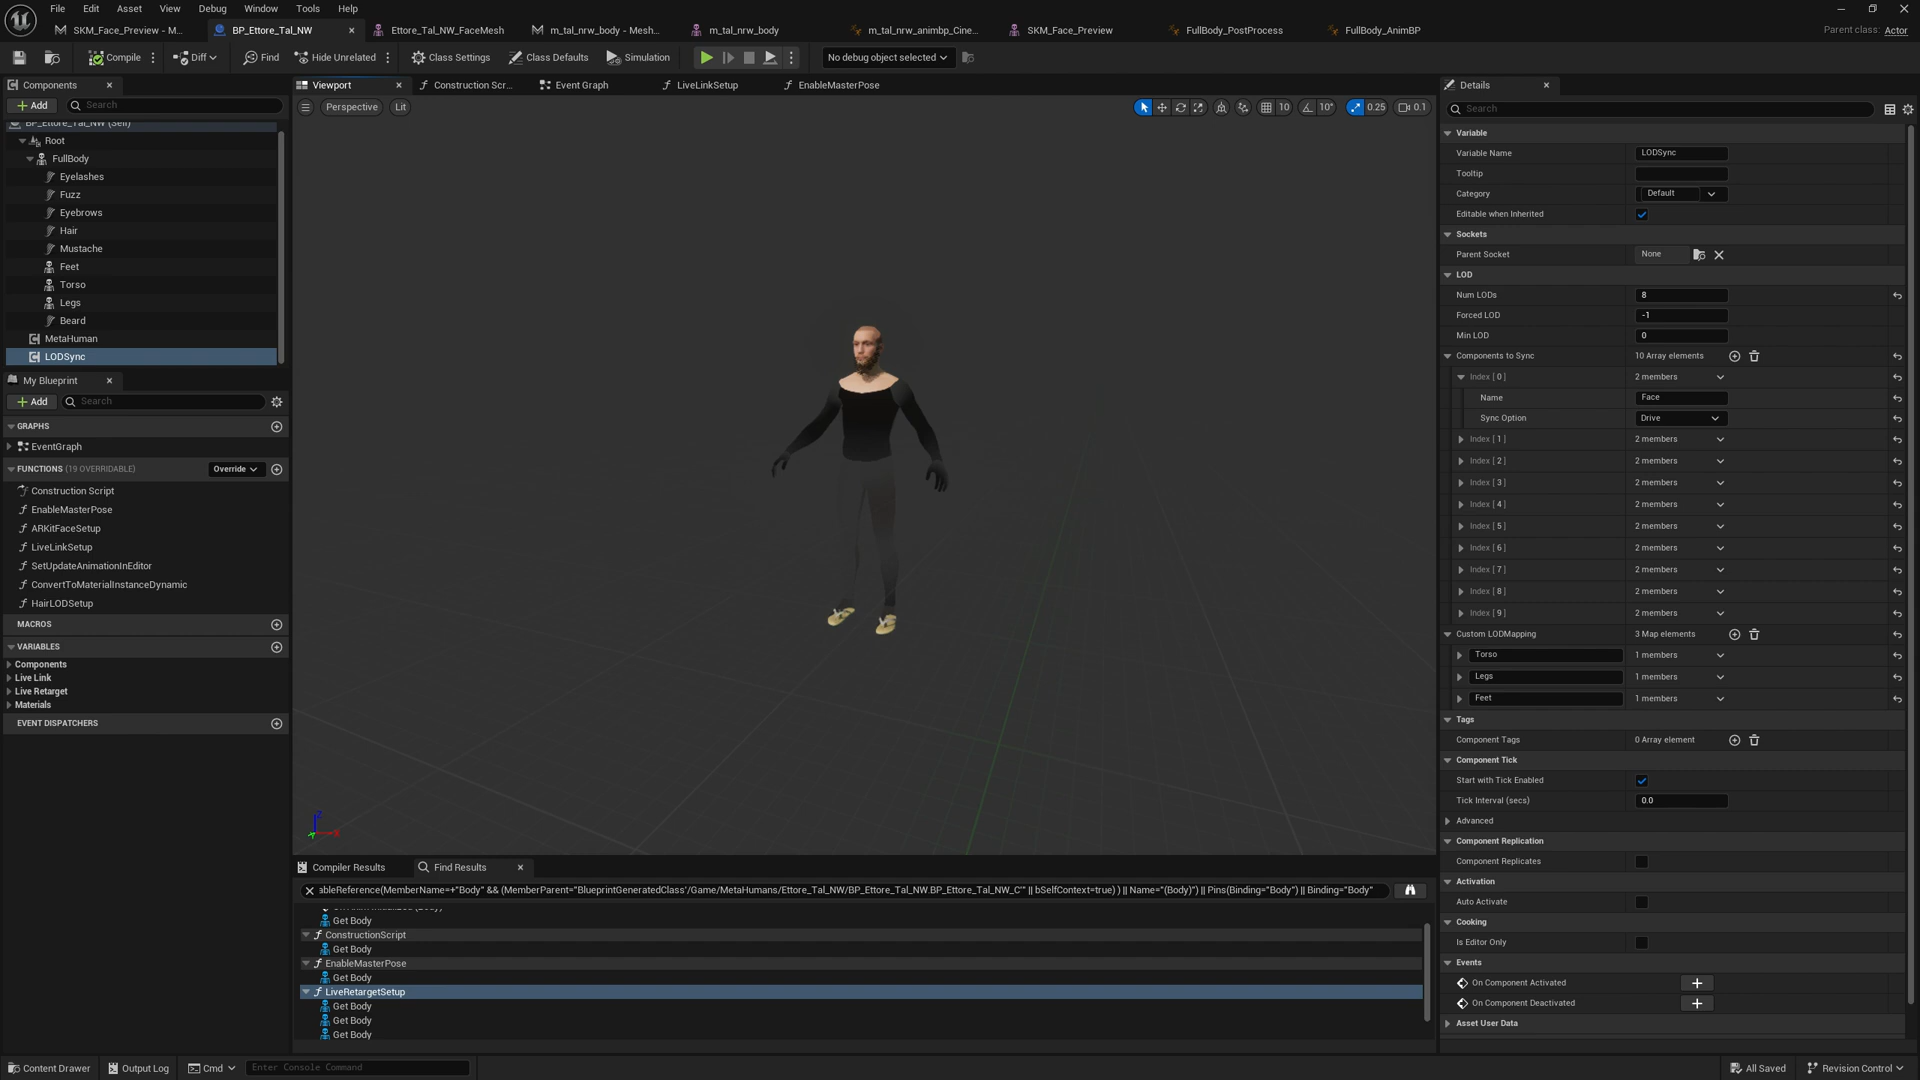 File Edit Asset View Debug Window Tools Help
SKM_Face_Preview - M...
BP_Ettore_Tal_NW
Ettore_Tal_NW_FaceMesh
m_tal_nrw_body - Mesh...
m_tal_nrw_body
m_tal_nrw_animbp_Cine...
SKM_Face_Preview
FullBody_PostProcess
FullBody_AnimBP
Parent class: Actor
Compile
Diff
Find
Hide Unrelated
Class Settings
Class Defaults
Simulation
No debug object selected
Components
Add
Search
BP_Ettore_Tal_NW (Self)
Root
FullBody
Eyelashes
Fuzz
Eyebrows
Hair
Mustache
Feet
Torso
Legs
Beard
MetaHuman
LODSync
My Blueprint
Add
Search
GRAPHS
EventGraph
FUNCTIONS (19 OVERRIDABLE)
Override
Construction Script
EnableMasterPose
ARKitFaceSetup
LiveLinkSetup
SetUpdateAnimationInEditor
ConvertToMaterialInstanceDynamic
HairLODSetup
MACROS
VARIABLES
Components
Live Link
Live Retarget
Materials
EVENT DISPATCHERS
Viewport
Construction Scr...
Event Graph
LiveLinkSetup
EnableMasterPose
Perspective
Lit
10
10°
0.25
0.1
Z
X
Compiler Results
Find Results
ableReference(MemberName=+"Body" && (MemberParent="BlueprintGeneratedClass'/Game/MetaHumans/Ettore_Tal_NW/BP_Ettore_Tal_NW.BP_Ettore_Tal_NW_C'" || bSelfContext=true) ) || Name="(Body)") || Pins(Binding="Body") || Binding="Body"
Get Body
ConstructionScript
Get Body
EnableMasterPose
Get Body
LiveRetargetSetup
Get Body
Get Body
Get Body
Details
Search
Variable
Variable Name LODSync
Tooltip
Category Default
Editable when Inherited
Sockets
Parent Socket None
LOD
Num LODs 8
Forced LOD -1
Min LOD 0
Components to Sync 10 Array elements
Index [ 0 ] 2 members
Name Face
Sync Option Drive
Index [ 1 ] 2 members
Index [ 2 ] 2 members
Index [ 3 ] 2 members
Index [ 4 ] 2 members
Index [ 5 ] 2 members
Index [ 6 ] 2 members
Index [ 7 ] 2 members
Index [ 8 ] 2 members
Index [ 9 ] 2 members
Custom LODMapping 3 Map elements
Torso 1 members
Legs 1 members
Feet 1 members
Tags
Component Tags 0 Array element
Component Tick
Start with Tick Enabled
Tick Interval (secs) 0.0
Advanced
Component Replication
Component Replicates
Activation
Auto Activate
Cooking
Is Editor Only
Events
On Component Activated
On Component Deactivated
Asset User Data
Content Drawer
Output Log
Cmd
Enter Console Command
All Saved
Revision Control